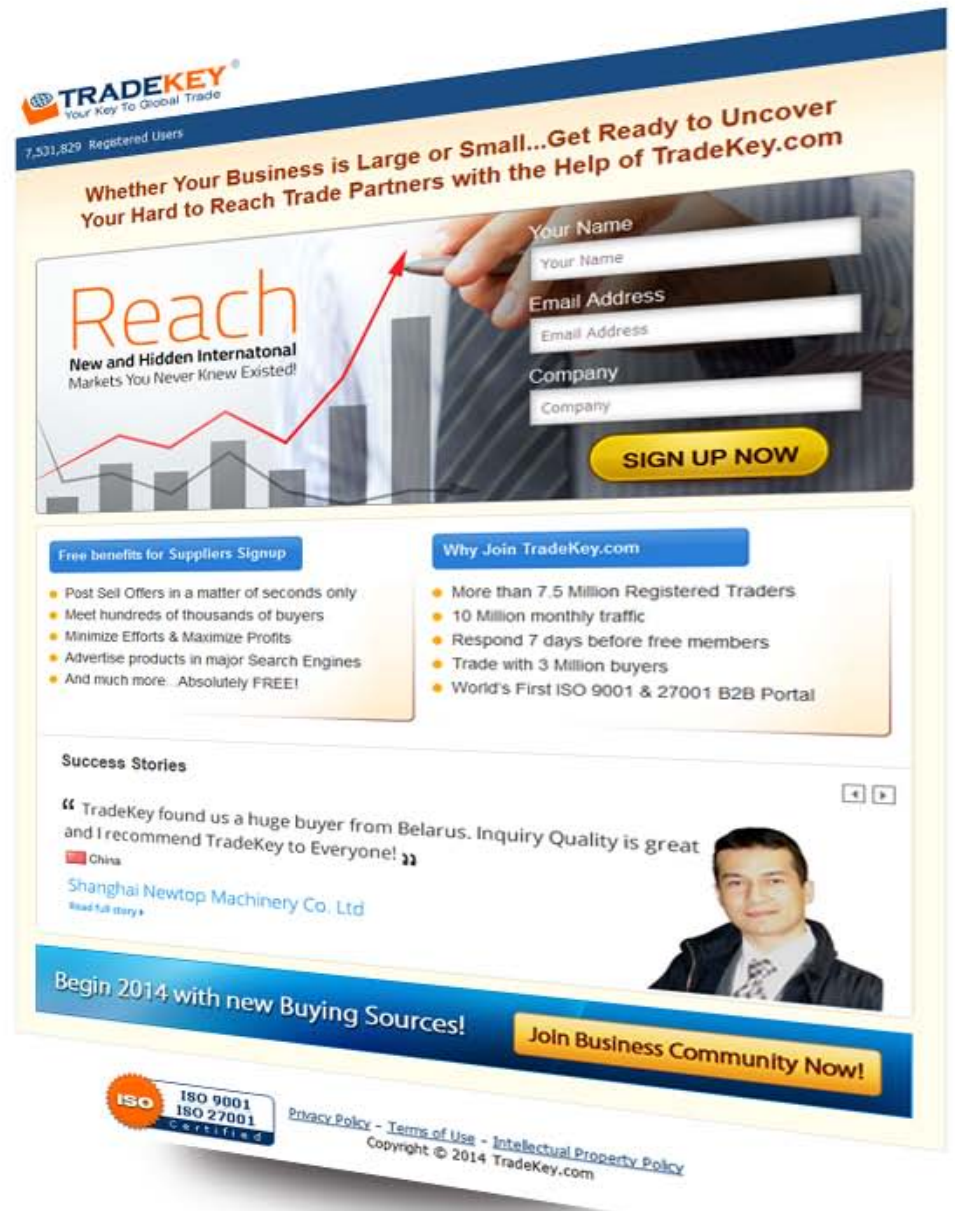 TRADEKEY®
Your Key To Global Trade
7,531,829 Registered Users
Whether Your Business is Large or Small...Get Ready to Uncover
Your Hard to Reach Trade Partners with the Help of TradeKey.com
Reach
New and Hidden Internatonal
Markets You Never Knew Existed!
Your Name
Your Name
Email Address
Email Address
Company
Company
SIGN UP NOW
Free benefits for Suppliers Signup
Post Sell Offers in a matter of seconds only
Meet hundreds of thousands of buyers
Minimize Efforts & Maximize Profits
Advertise products in major Search Engines
And much more...Absolutely FREE!
Why Join TradeKey.com
More than 7.5 Million Registered Traders
10 Million monthly traffic
Respond 7 days before free members
Trade with 3 Million buyers
World's First ISO 9001 & 27001 B2B Portal
Success Stories
“ TradeKey found us a huge buyer from Belarus. Inquiry Quality is great
and I recommend TradeKey to Everyone! ”
China
Shanghai Newtop Machinery Co. Ltd
Read full story
Begin 2014 with new Buying Sources!
Join Business Community Now!
ISO
ISO 9001
ISO 27001
Certified
Privacy Policy - Terms of Use - Intellectual Property Policy
Copyright © 2014 TradeKey.com